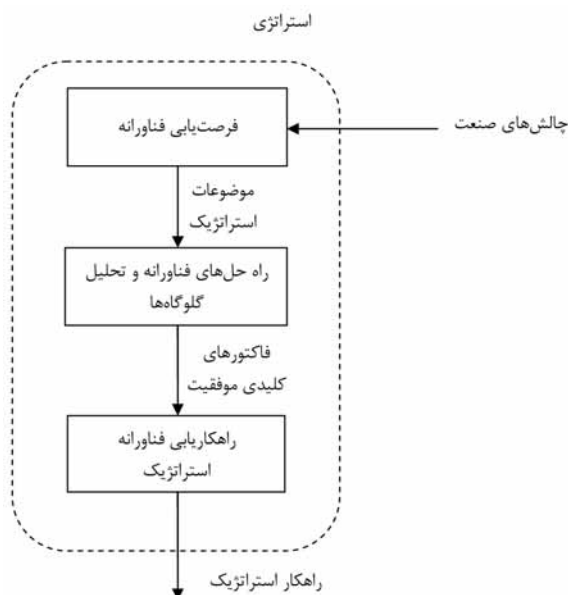 استراتژی
فرصت‌یابی فناورانه
چالش‌های صنعت
موضوعات
استراتژیک
راه حل‌های فناورانه و تحلیل
گلوگاه‌ها
فاکتورهای
کلیدی موفقیت
راهکاریابی فناورانه
استراتژیک
راهکار استراتژیک